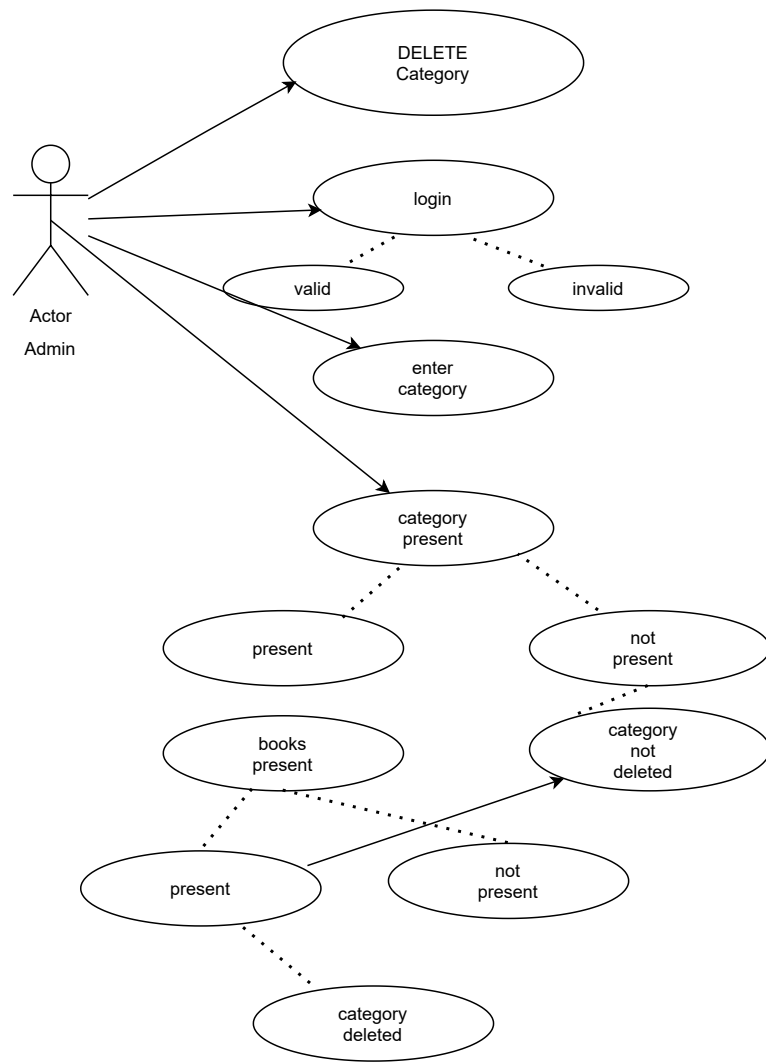 DELETE
Category
login
valid
invalid
Actor
Admin
enter
category
category
present
present
not
present
books
present
category
not
deleted
present
not
present
category
deleted